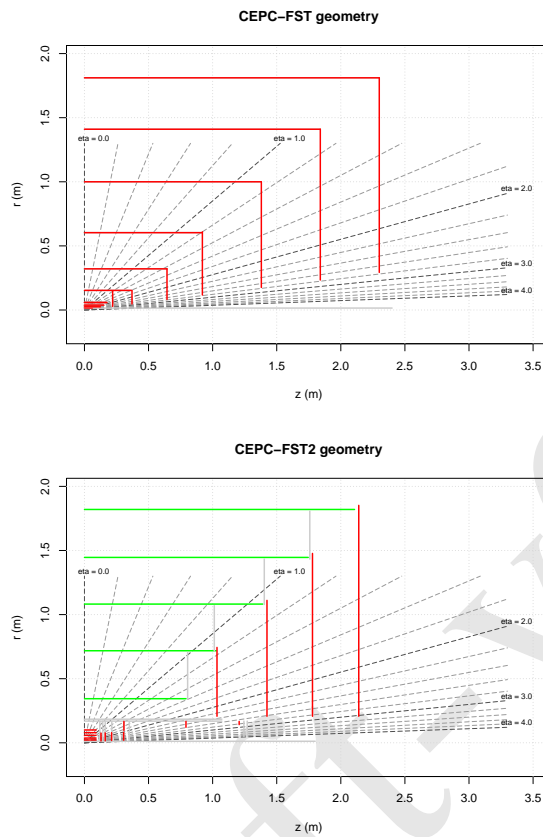 CEPC−FST geometry
2.0
1.5
1.0
0.5
0.0
r (m)
eta = 0.0
eta = 1.0
eta = 2.0
eta = 3.0
eta = 4.0
0.0 0.5 1.0 1.5 2.0 2.5 3.0 3.5
z (m)
CEPC−FST2 geometry
2.0
1.5
1.0
0.5
0.0
r (m)
eta = 0.0
eta = 1.0
eta = 2.0
eta = 3.0
eta = 4.0
0.0 0.5 1.0 1.5 2.0 2.5 3.0 3.5
z (m)